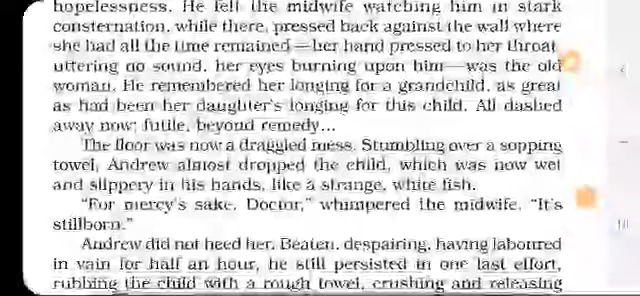 hopelessness. He felt the midwife watching him in stark
consternation, while there, pressed back against the wall where
she had all the time remained—her hand pressed to her throat,
uttering no sound, her eyes burning upon him—was the old
woman. He remembered her longing for a grandchild, as great
as had been her daughter's longing for this child. All dashed
away now; futile, beyond remedy...
The floor was now a draggled mess. Stumbling over a sopping
towel, Andrew almost dropped the child, which was now wet
and slippery in his hands, like a strange, white fish.
"For mercy's sake, Doctor," whimpered the midwife. "It's
stillborn."
Andrew did not heed her. Beaten, despairing, having laboured
in vain for half an hour, he still persisted in one last effort,
rubbing the child with a rough towel, crushing and releasing